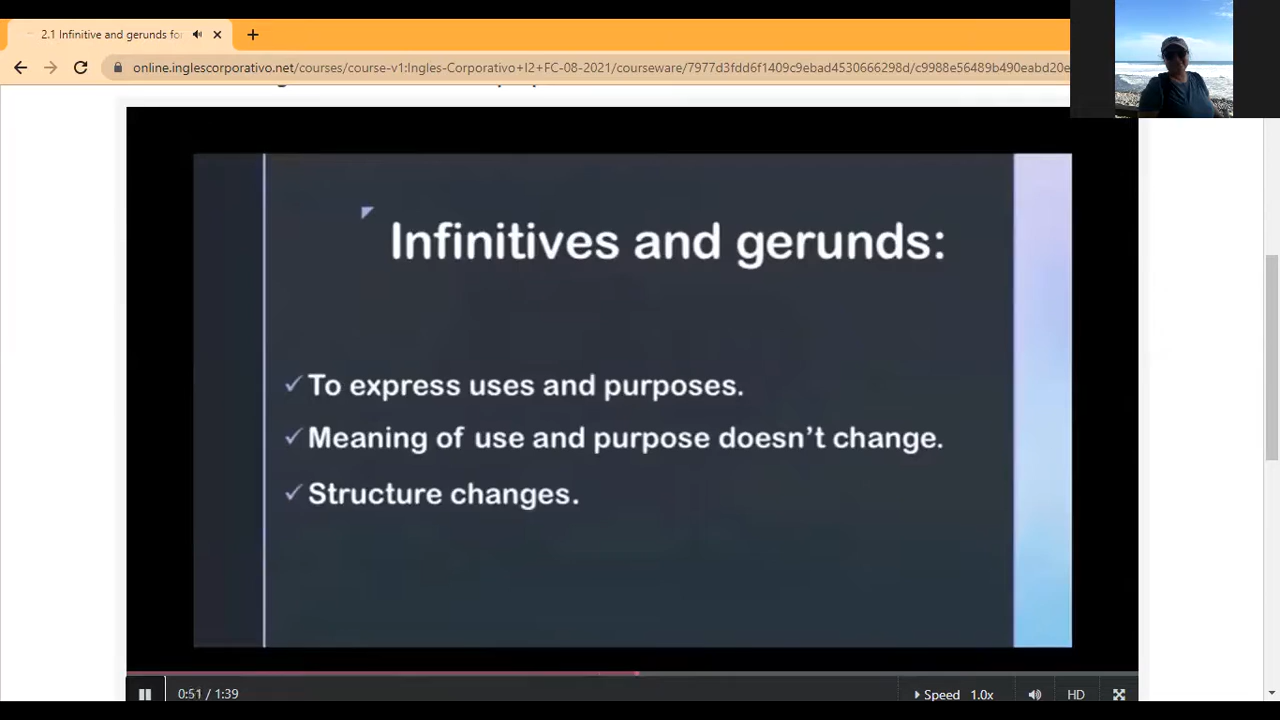 2.1 Infinitive and gerunds for
online.inglescorporativo.net/courses/course-v1:Ingles-Corporativo+I2+FC-08-2021/courseware/7977d3fdd6f1409c9ebad4530666298d/c9988e56489b490eabd20e
Infinitives and gerunds:
✓ To express uses and purposes.
✓ Meaning of use and purpose doesn't change.
✓ Structure changes.
0:51 / 1:39
Speed 1.0x
HD